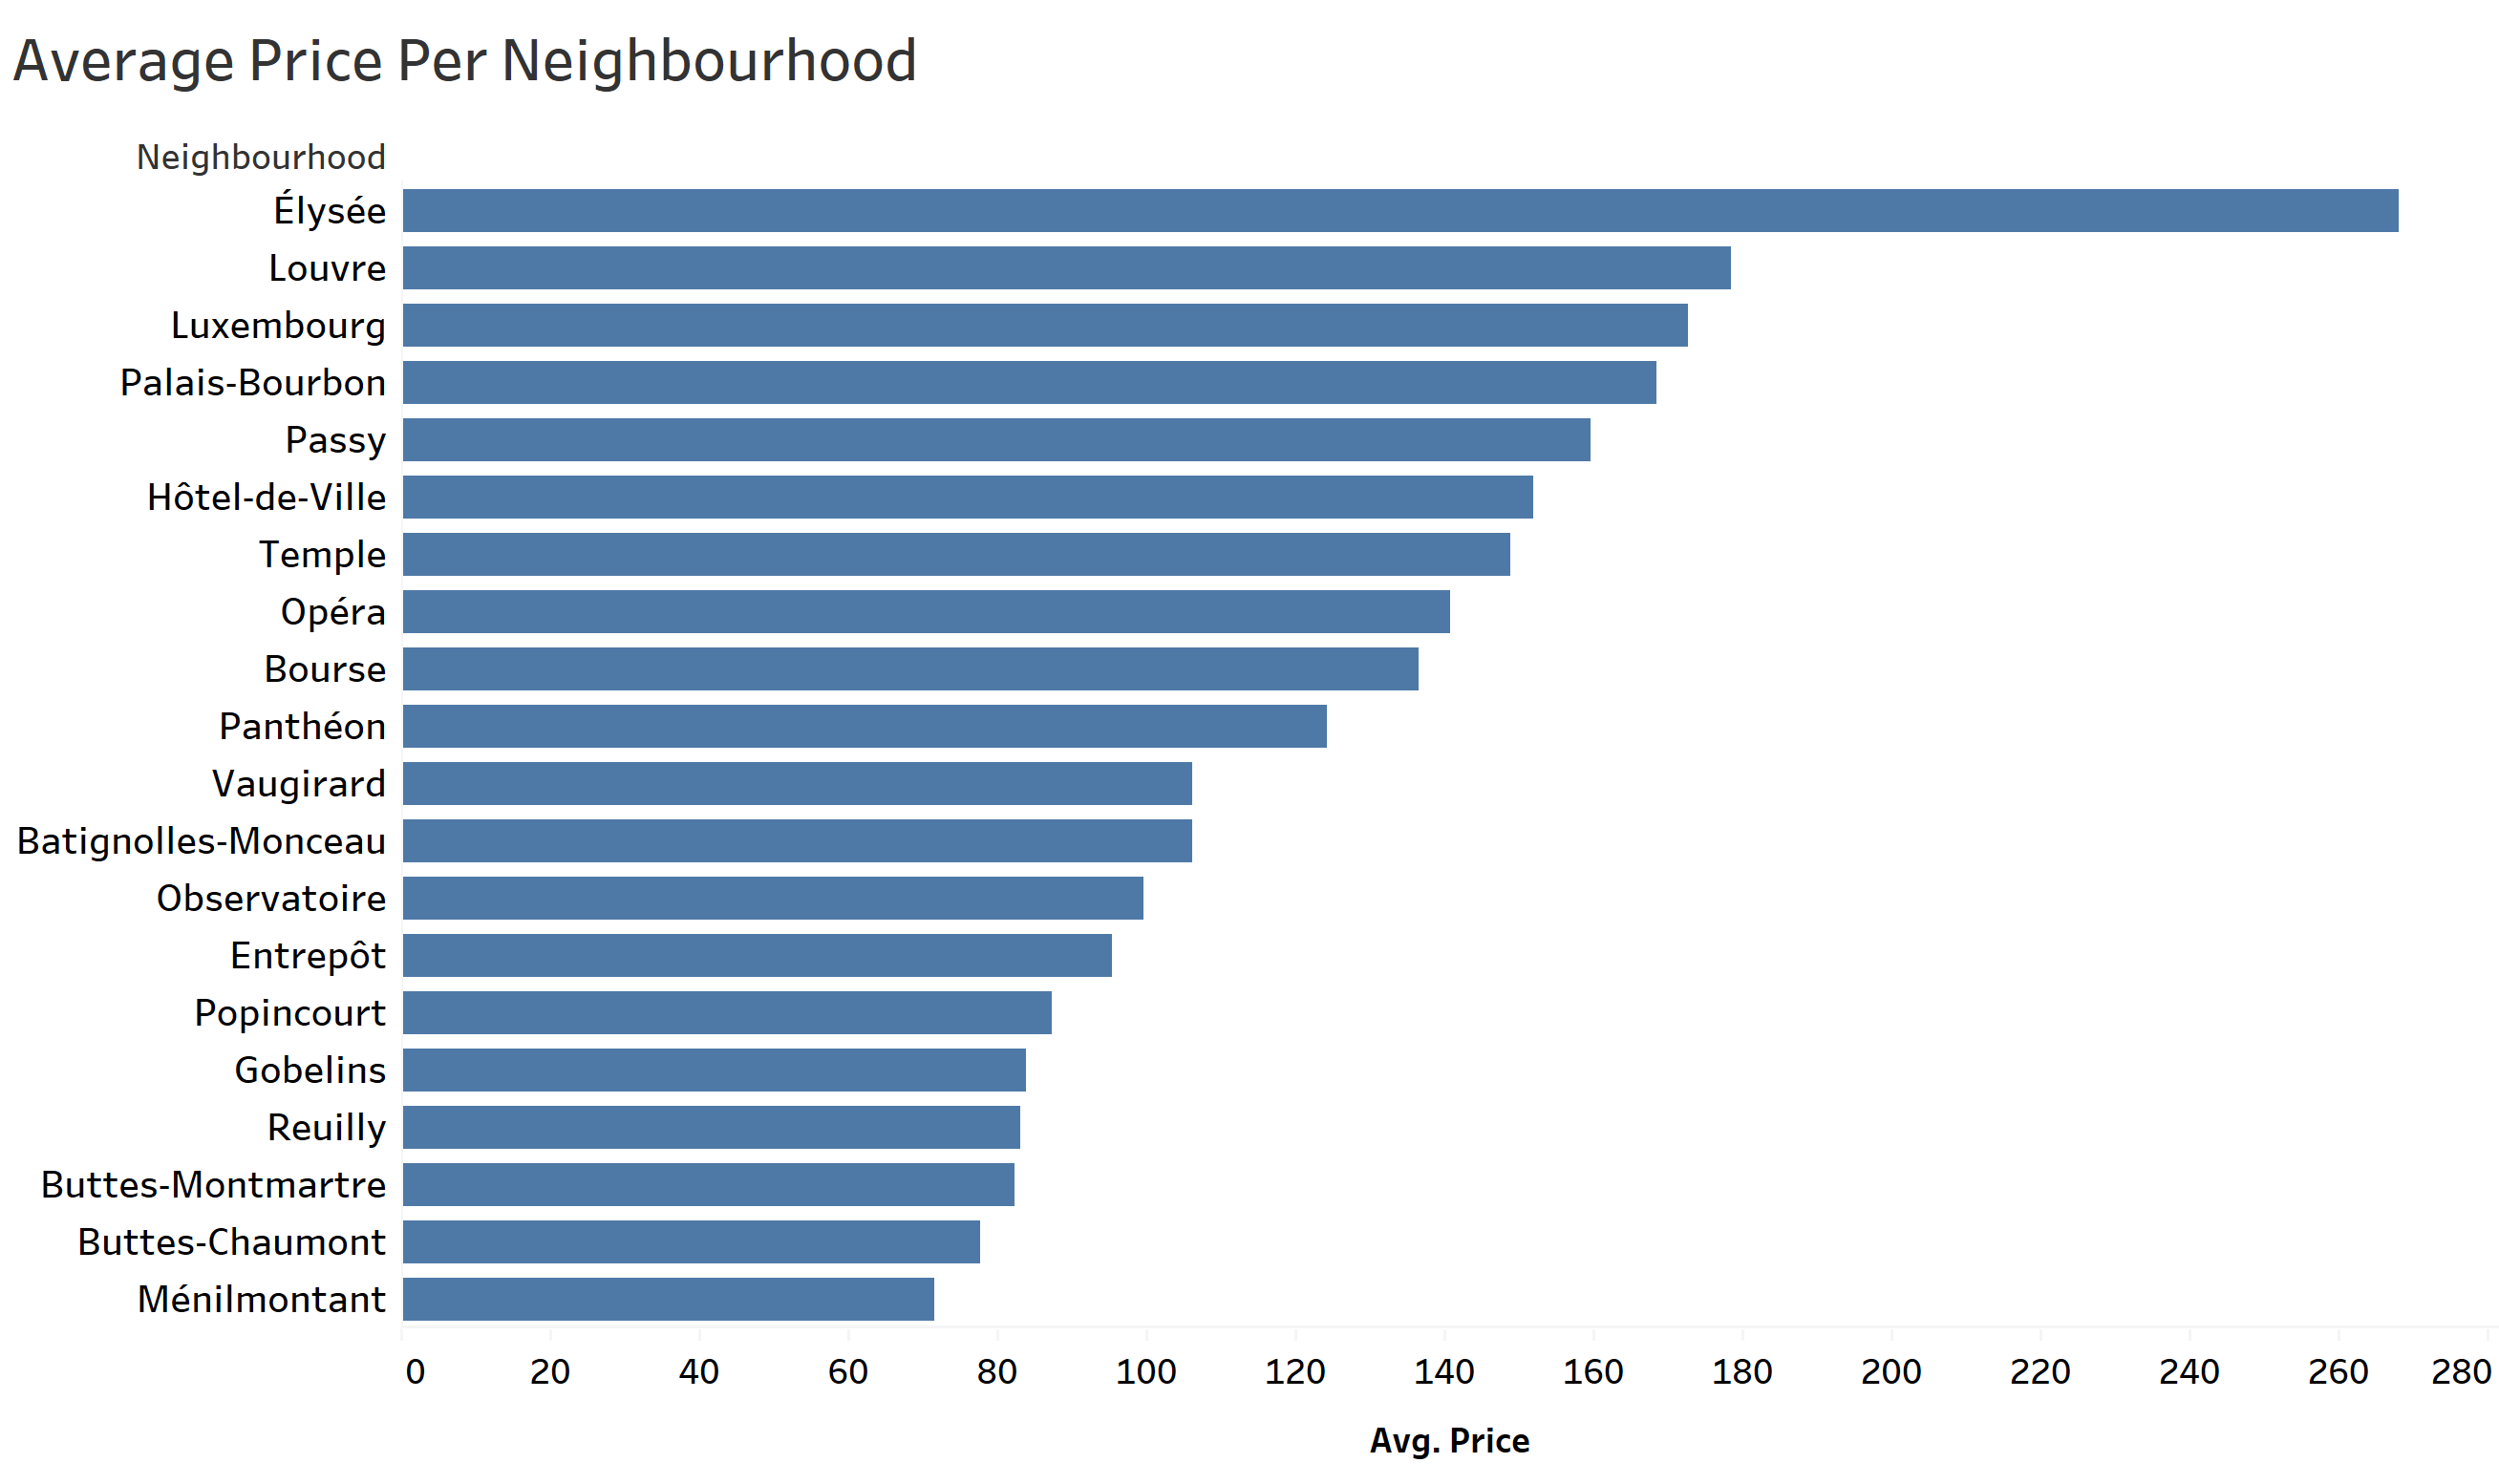 Average Price Per Neighbourhood
Neighbourhood
Élysée
Louvre
Luxembourg
Palais-Bourbon
Passy
Hôtel-de-Ville
Temple
Opéra
Bourse
Panthéon
Vaugirard
Batignolles-Monceau
Observatoire
Entrepôt
Popincourt
Gobelins
Reuilly
Buttes-Montmartre
Buttes-Chaumont
Ménilmontant
0 20 40 60 80 100 120 140 160 180 200 220 240 260 280
Avg. Price